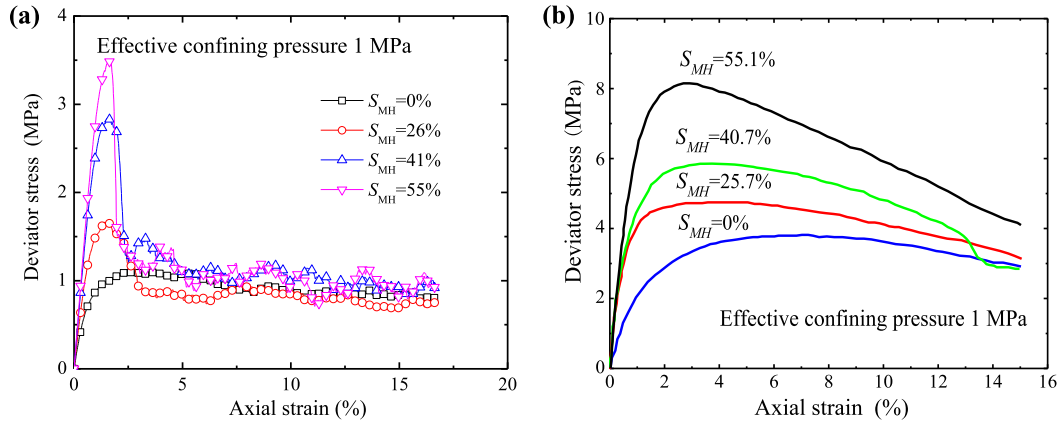 (a)
Effective confining pressure 1 MPa
S_MH=0%
S_MH=26%
S_MH=41%
S_MH=55%
Deviator stress (MPa)
4
3
2
1
0
0 5 10 15 20
Axial strain (%)
(b)
S_MH=55.1%
S_MH=40.7%
S_MH=25.7%
S_MH=0%
Effective confining pressure 1 MPa
Deviator stress (MPa)
10
8
6
4
2
0
0 2 4 6 8 10 12 14 16
Axial strain (%)